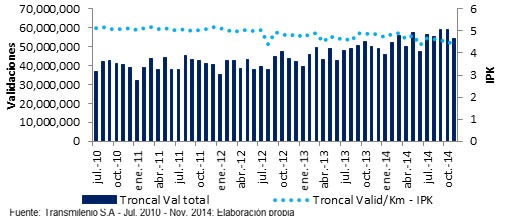 70,000,000
60,000,000
50,000,000
40,000,000
30,000,000
20,000,000
10,000,000
0
Validaciones
6
5
4
3
2
1
0
IPK
jul.-10
oct.-10
ene.-11
abr.-11
jul.-11
oct.-11
ene.-12
abr.-12
jul.-12
oct.-12
ene.-13
abr.-13
jul.-13
oct.-13
ene.-14
abr.-14
jul.-14
oct.-14
Troncal Val total
Troncal Valid/Km - IPK
Fuente: Transmilenio S.A - Jul. 2010 - Nov. 2014; Elaboración propia